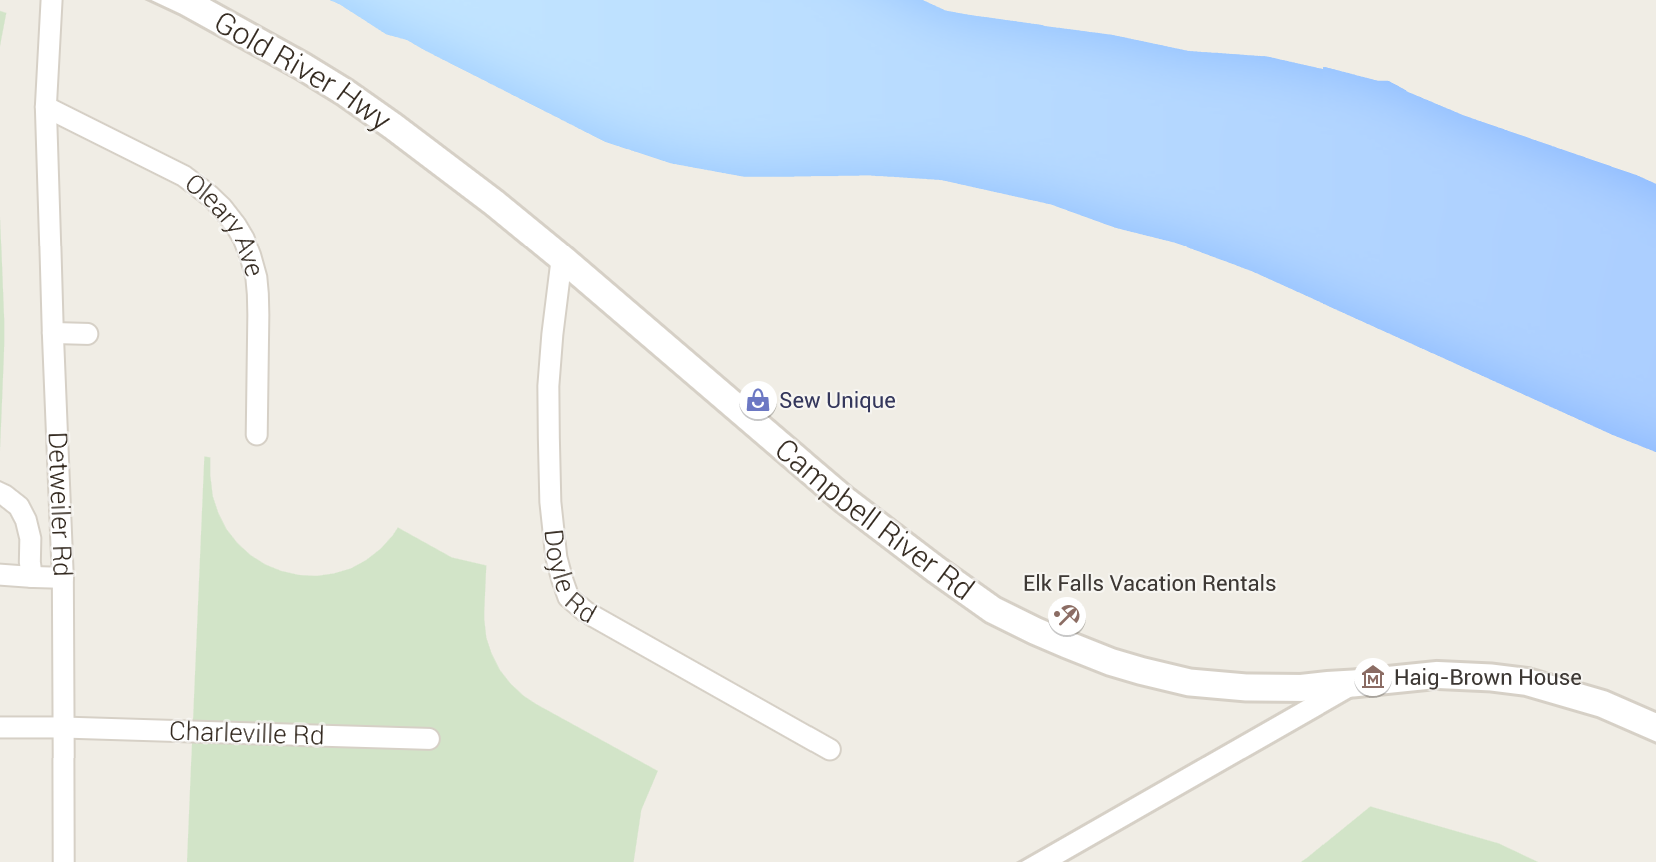 Gold River Hwy
Oleary Ave
Sew Unique
Detweiler Rd
Campbell River Rd
Doyle Rd
Elk Falls Vacation Rentals
Haig-Brown House
Charleville Rd